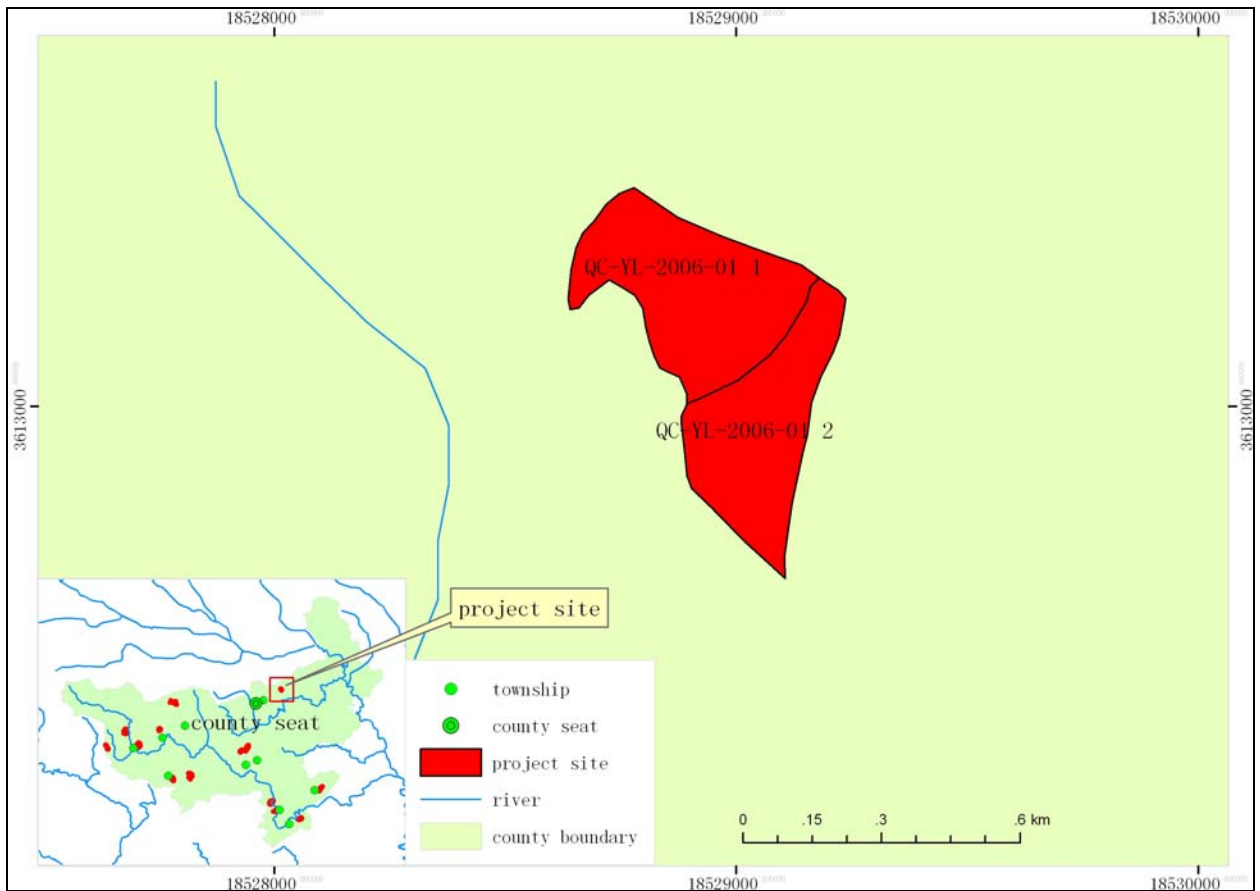 18528000
18529000
18530000
QC-YL-2006-01 1
3613000
3613000
QC-YL-2006-01 2
project site
county seat
township
county seat
project site
river
county boundary
0 .15 .3 .6 km
18528000
18529000
18530000